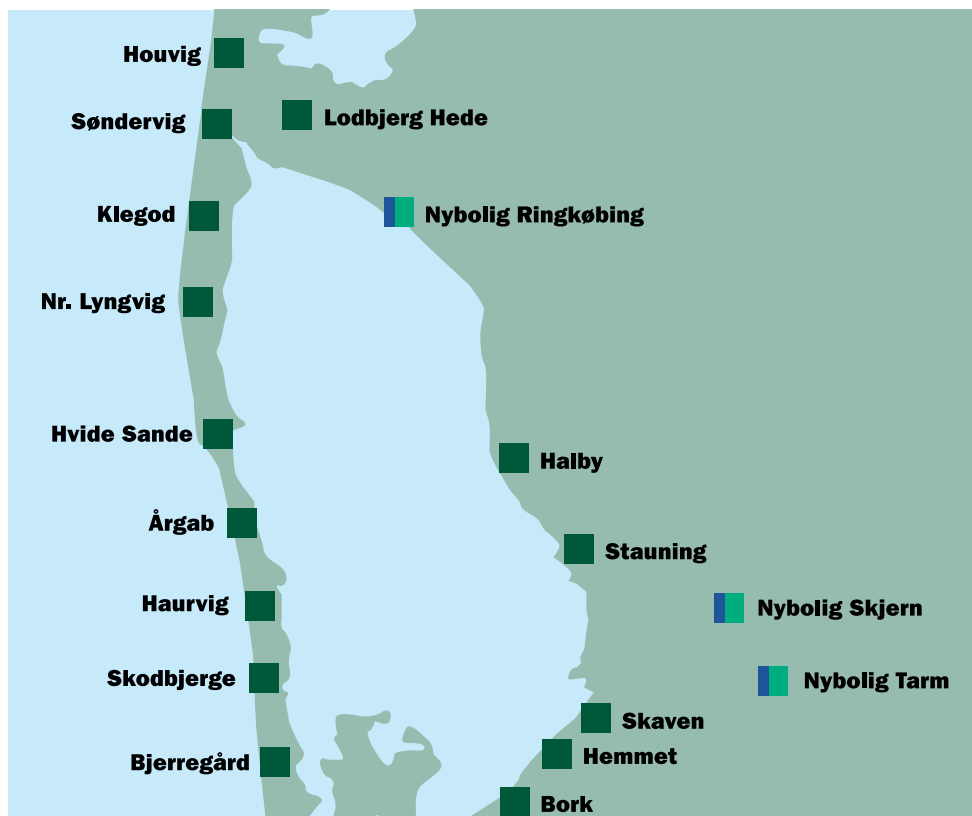 Houvig
Lodbjerg Hede
Søndervig
Klegod
Nybolig Ringkøbing
Nr. Lyngvig
Hvide Sande
Halby
Årgab
Stauning
Haurvig
Nybolig Skjern
Skodbjerge
Nybolig Tarm
Skaven
Hemmet
Bjerregård
Bork